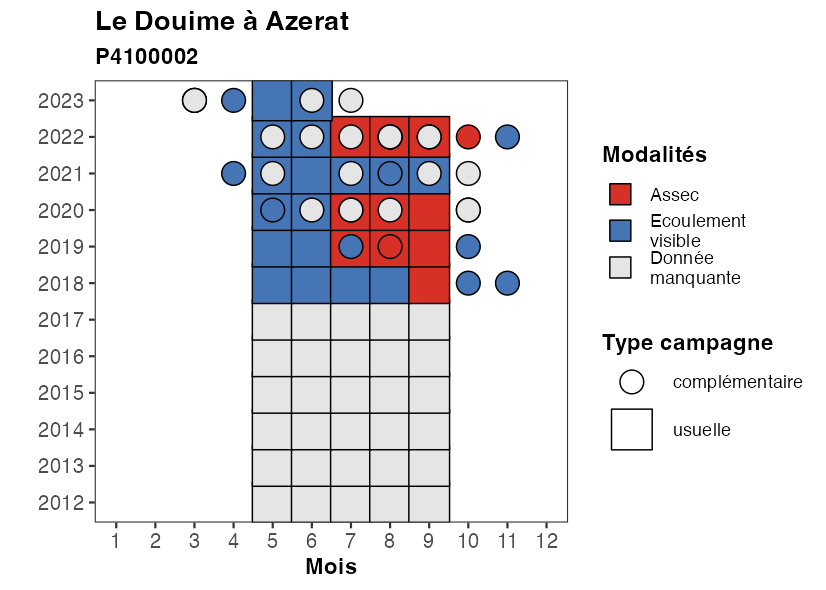 Le Douime à Azerat
P4100002
2023
2022
2021
2020
2019
2018
2017
2016
2015
2014
2013
2012
1 2 3 4 5 6 7 8 9 10 11 12
Mois
Modalités
Assec
Ecoulement
visible
Donnée
manquante
Type campagne
complémentaire
usuelle